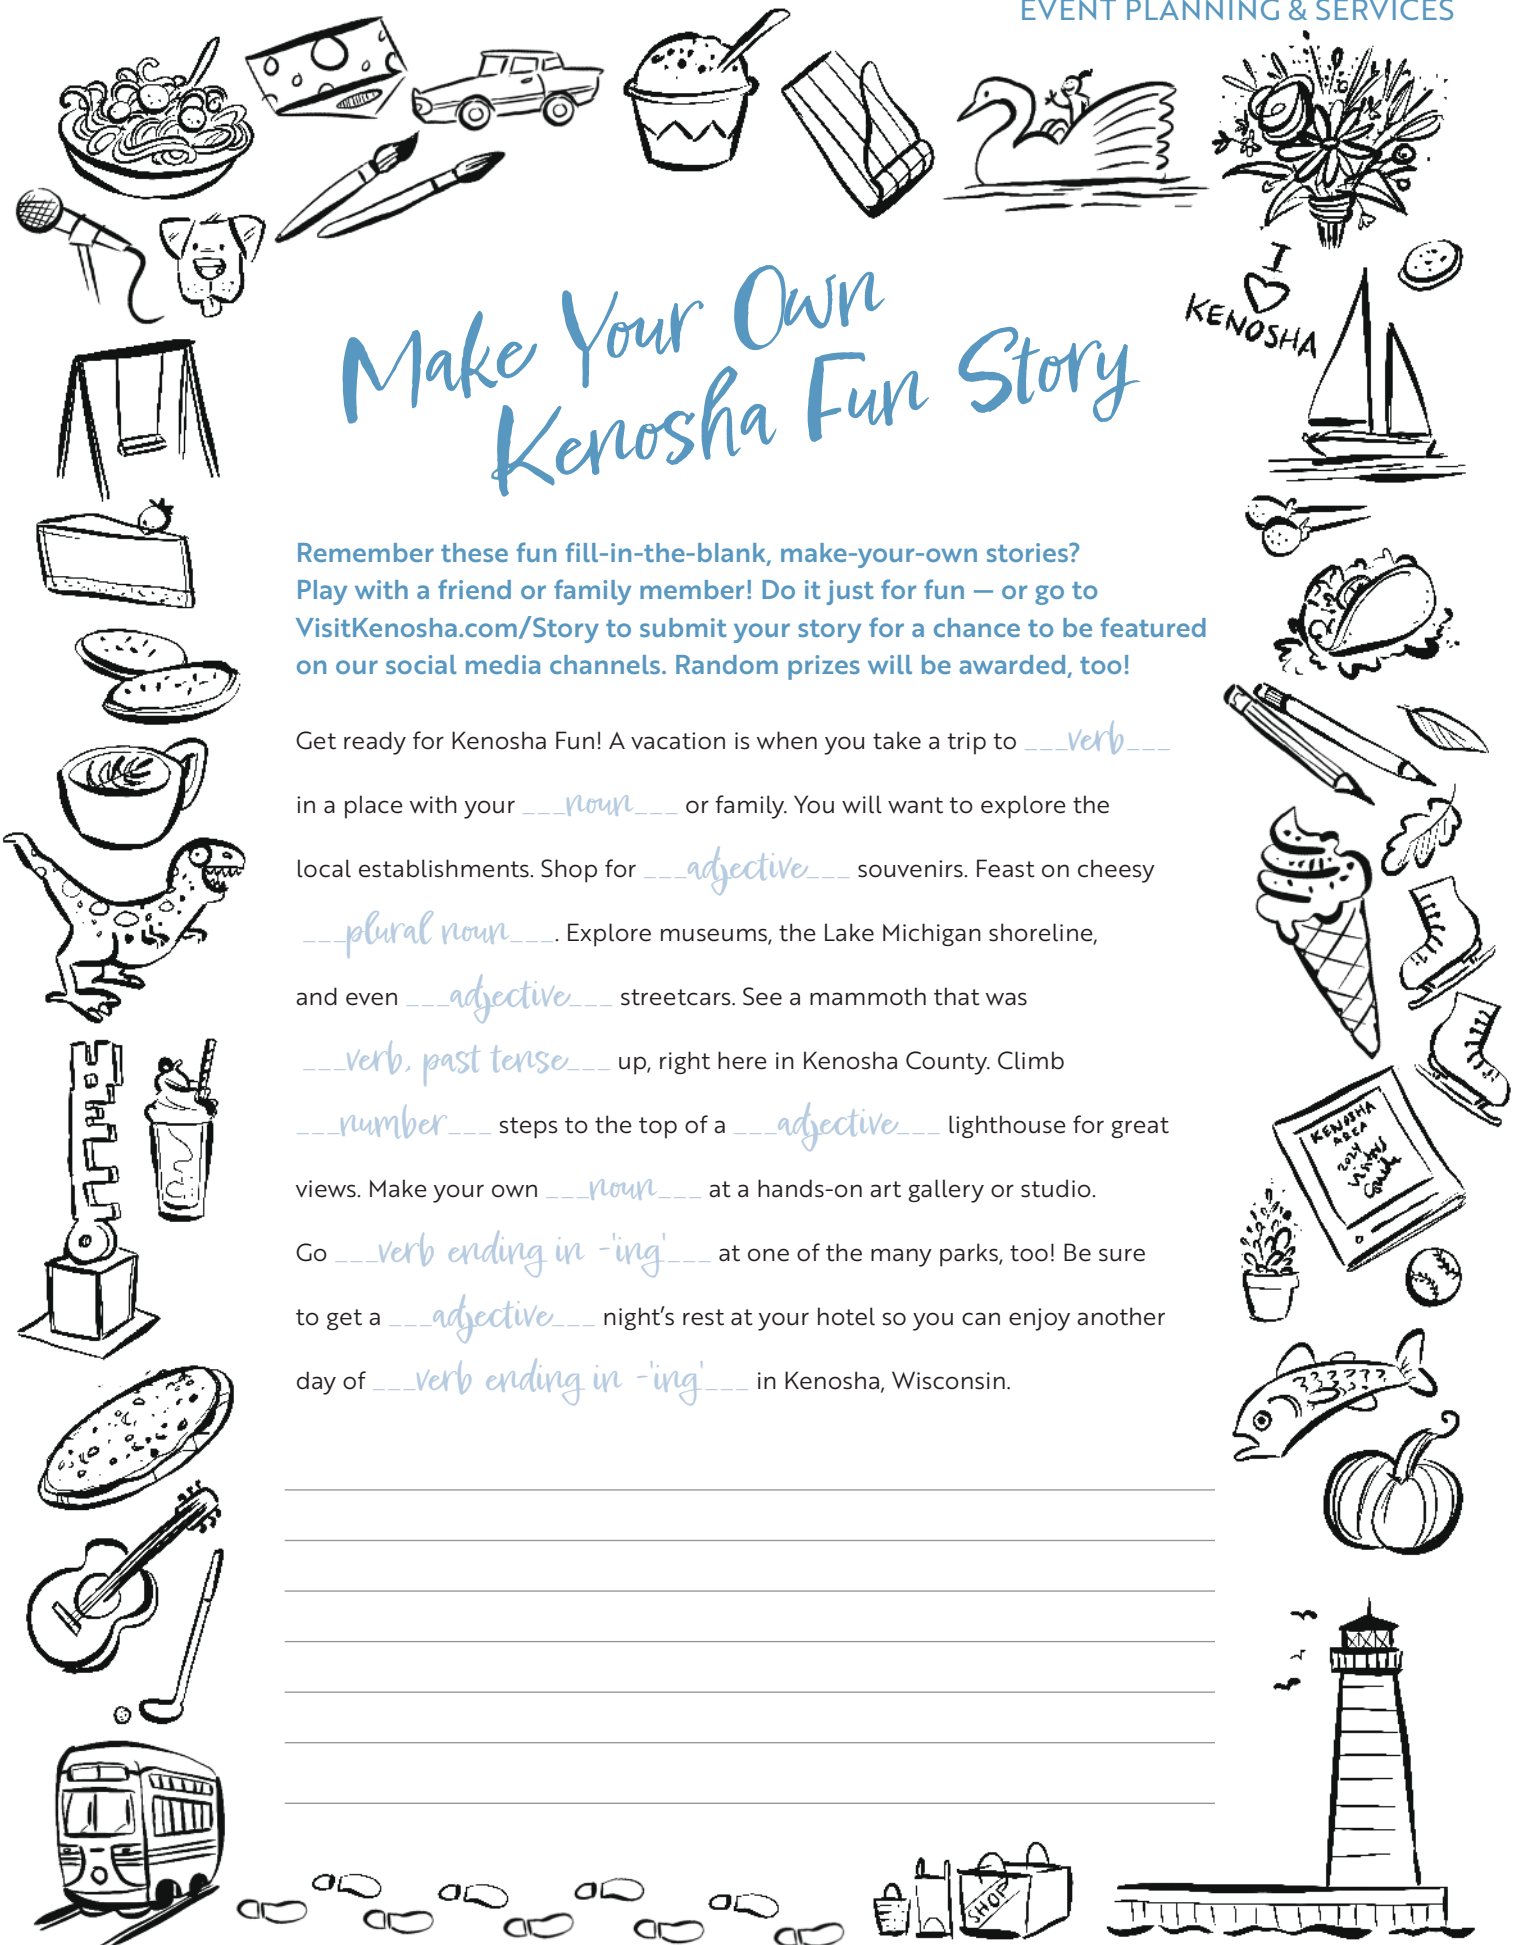 EVENT PLANNING & SERVICES
I
KENOSHA
Make Your Own
Kenosha Fun Story
Remember these fun fill-in-the-blank, make-your-own stories?
Play with a friend or family member! Do it just for fun — or go to
VisitKenosha.com/Story to submit your story for a chance to be featured
on our social media channels. Random prizes will be awarded, too!
Get ready for Kenosha Fun! A vacation is when you take a trip to ___verb___
in a place with your ___noun___ or family. You will want to explore the
local establishments. Shop for ___adjective___ souvenirs. Feast on cheesy
___plural noun___. Explore museums, the Lake Michigan shoreline,
and even ___adjective___ streetcars. See a mammoth that was
___verb, past tense___ up, right here in Kenosha County. Climb
___number___ steps to the top of a ___adjective___ lighthouse for great
views. Make your own ___noun___ at a hands-on art gallery or studio.
Go ___verb ending in -'ing'___ at one of the many parks, too! Be sure
to get a ___adjective___ night’s rest at your hotel so you can enjoy another
day of ___verb ending in -'ing'___ in Kenosha, Wisconsin.
HELLO
KENOSHA
AREA
2024
Visitors
Guide
SHOP